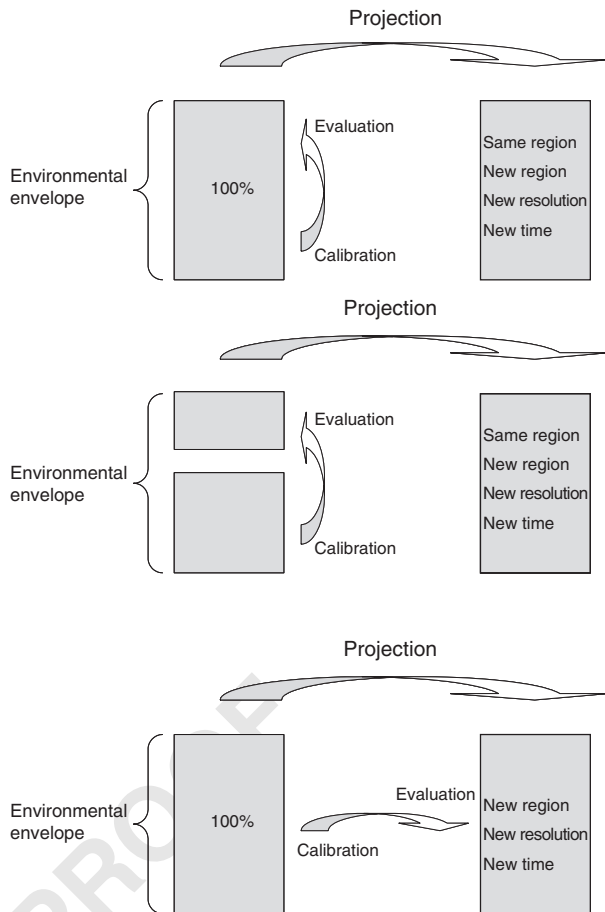 Projection
Environmental
envelope
100%
Evaluation
Calibration
Same region
New region
New resolution
New time
Projection
Environmental
envelope
Evaluation
Calibration
Same region
New region
New resolution
New time
Projection
Environmental
envelope
100%
Evaluation
Calibration
New region
New resolution
New time
PROOF